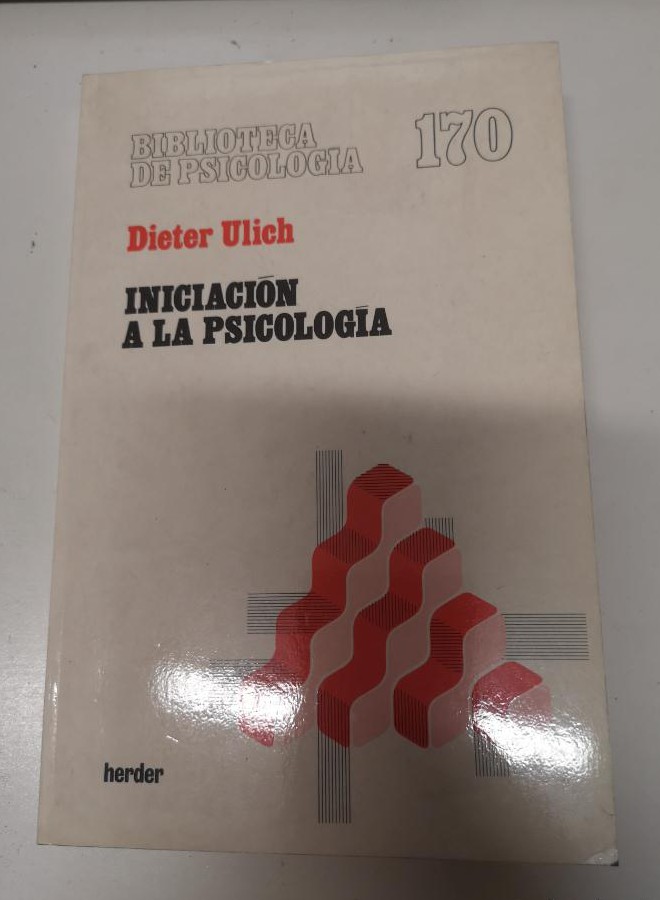 BIBLIOTECA
DE PSICOLOGIA
170
Dieter Ulich
INICIACIÓN
A LA PSICOLOGÍA
herder